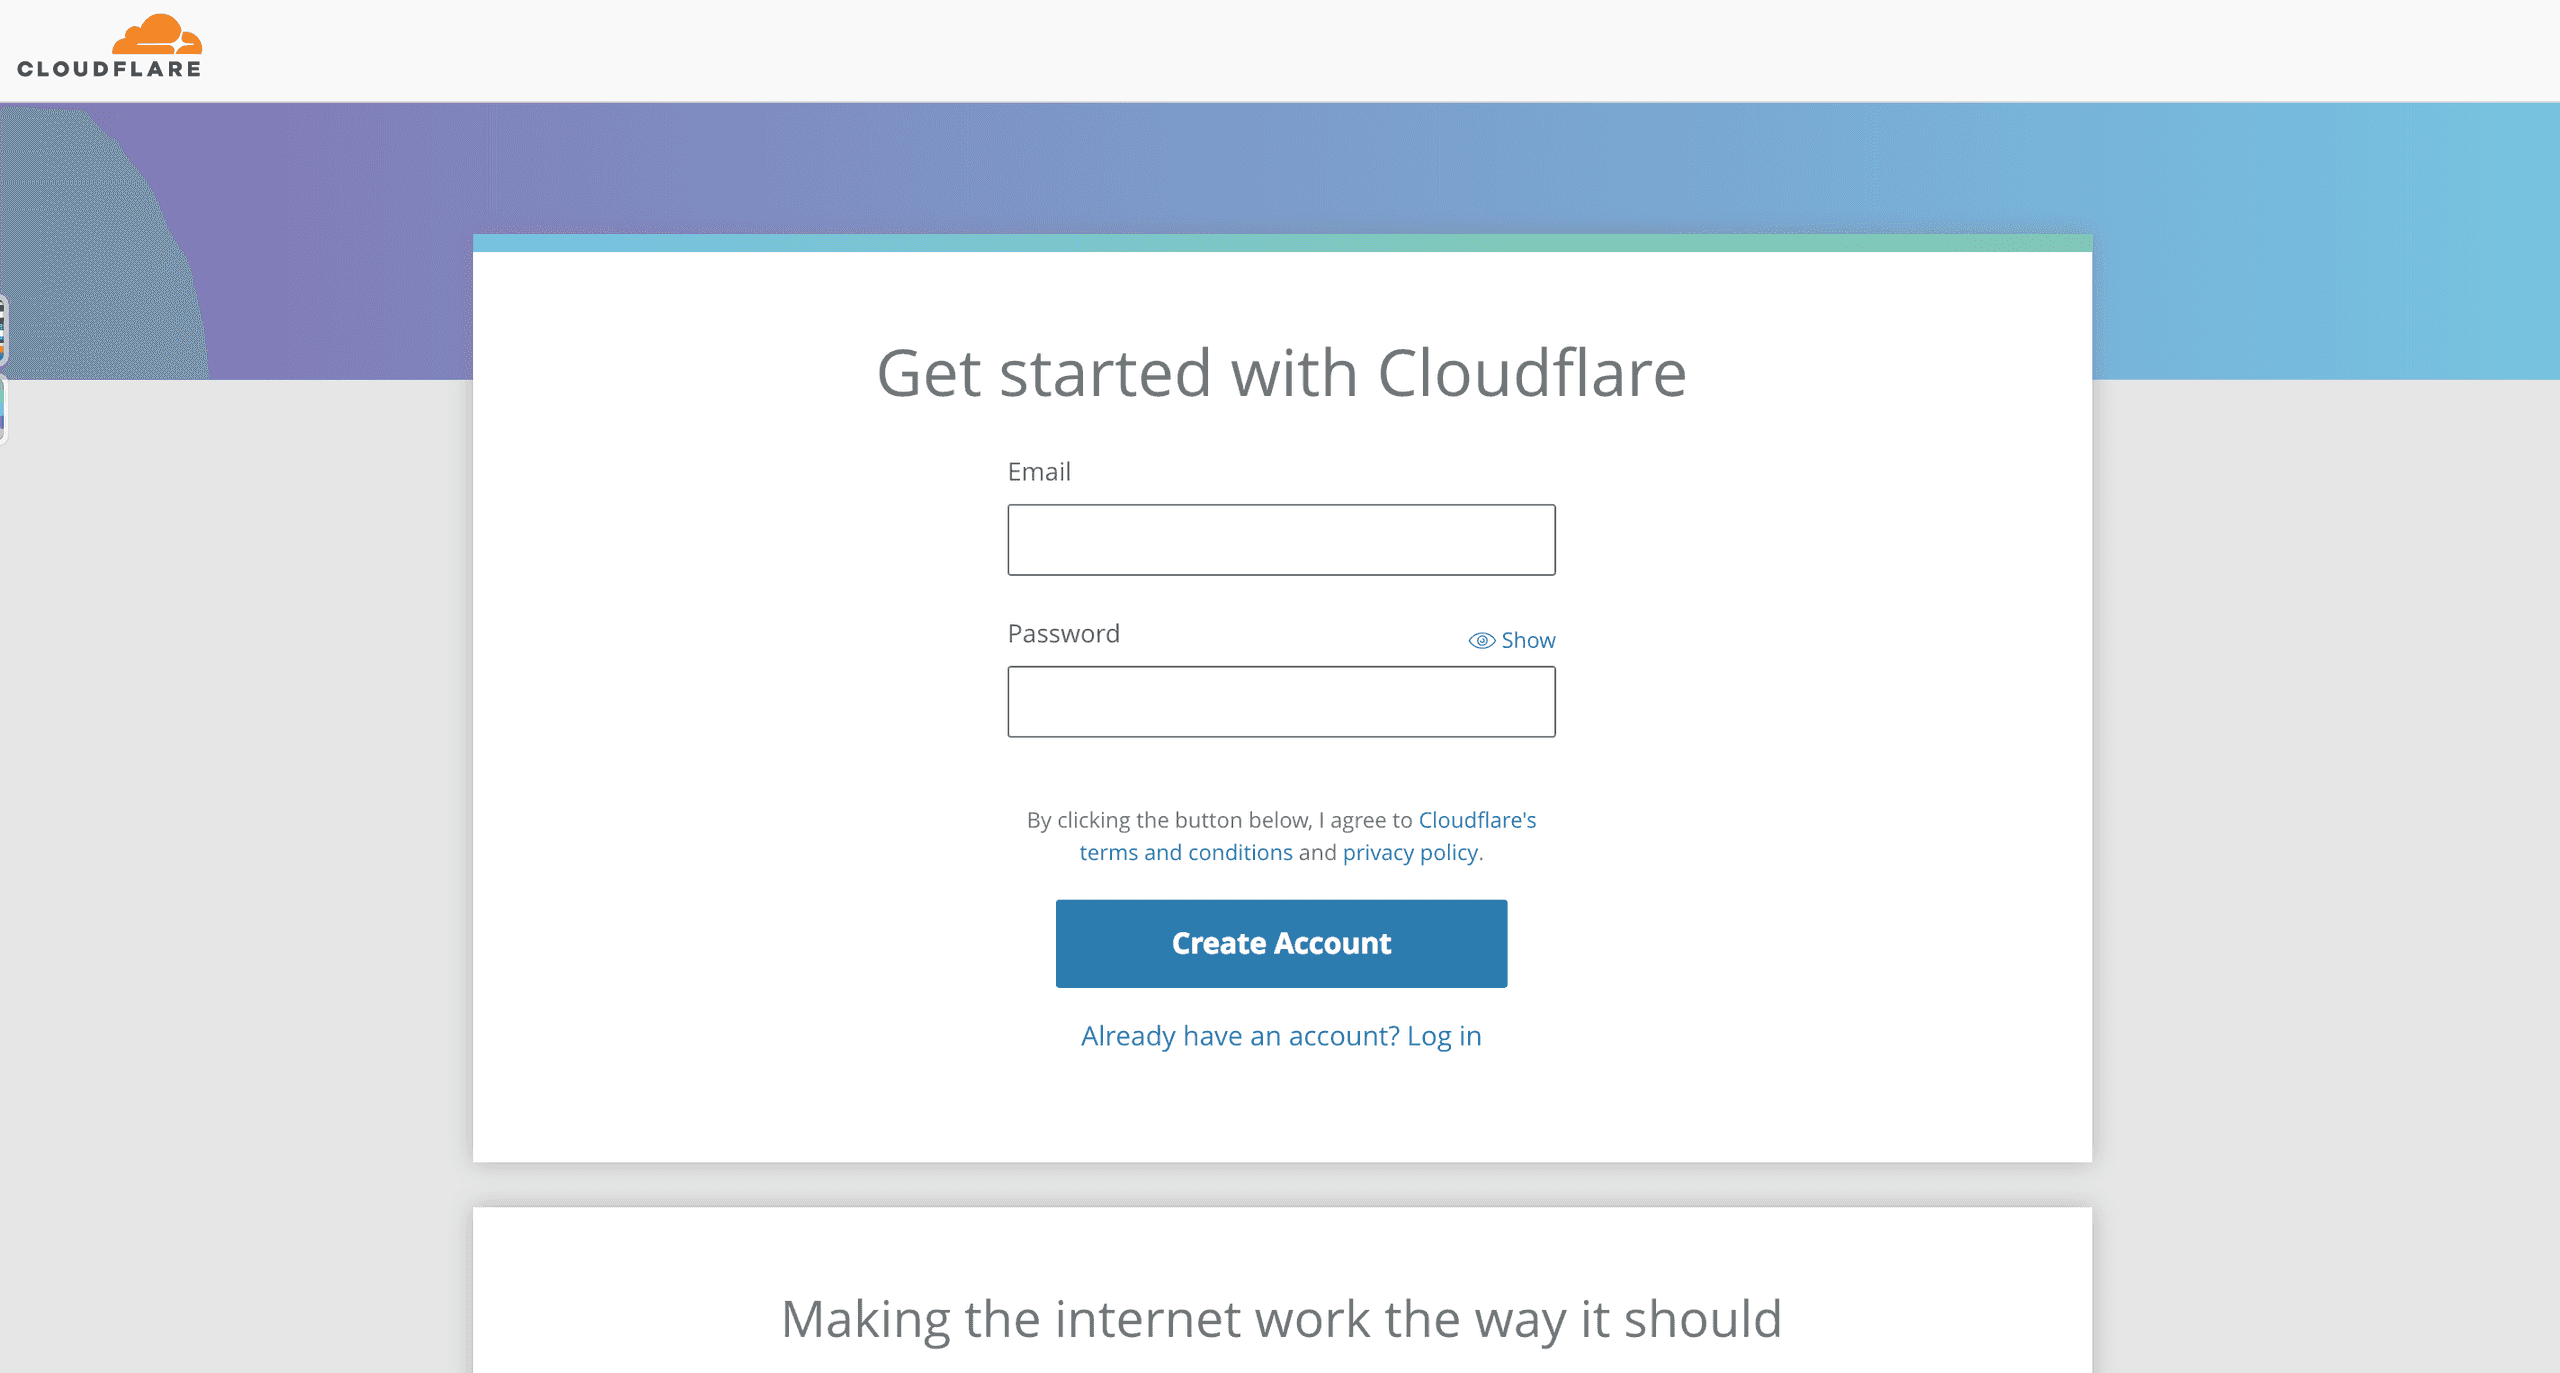 CLOUDFLARE
Get started with Cloudflare
Email
Password
Show
By clicking the button below, I agree to Cloudflare's
terms and conditions and privacy policy.
Create Account
Already have an account? Log in
Making the internet work the way it should